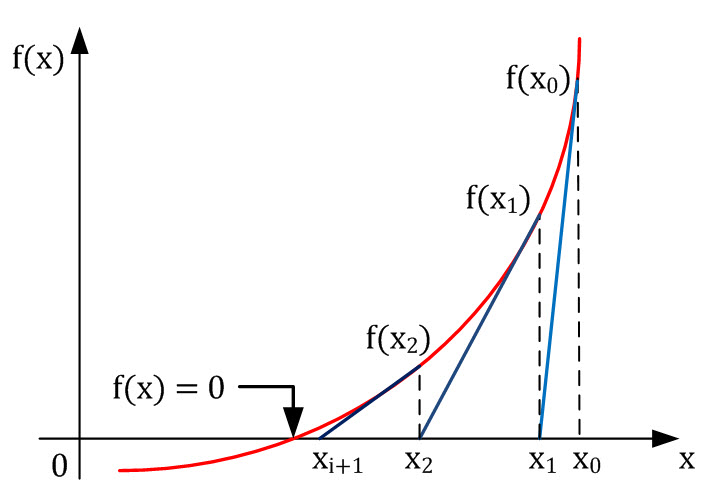 f(x)
f(x₀)
f(x₁)
f(x₂)
f(x) = 0
0
xᵢ₊₁
x₂
x₁
x₀
x